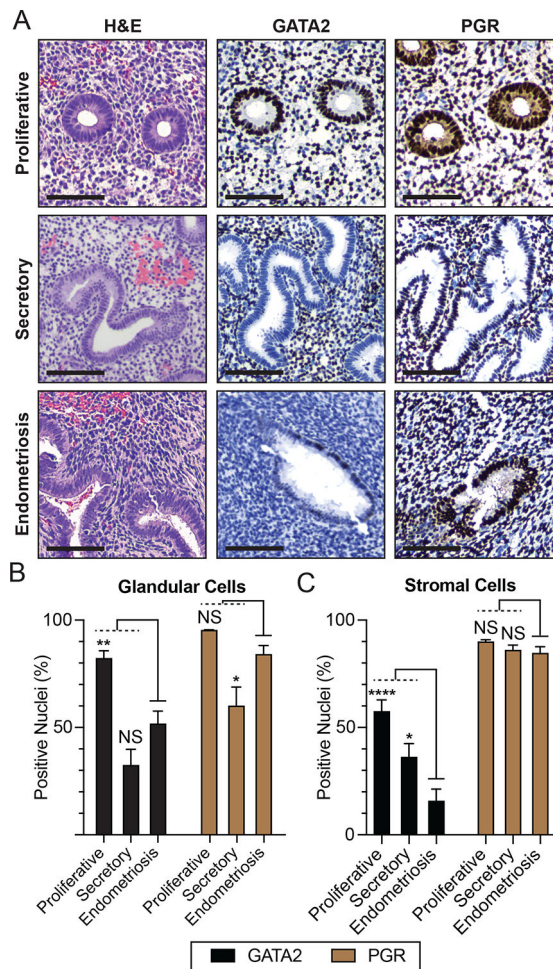 A
H&E GATA2 PGR
Proliferative
Secretory
Endometriosis
B
Glandular Cells
Positive Nuclei (%)
100
50
0
** NS NS *
Proliferative Secretory Endometriosis Proliferative Secretory Endometriosis
C
Stromal Cells
Positive Nuclei (%)
100
50
0
**** * NS NS
Proliferative Secretory Endometriosis Proliferative Secretory Endometriosis
GATA2 PGR